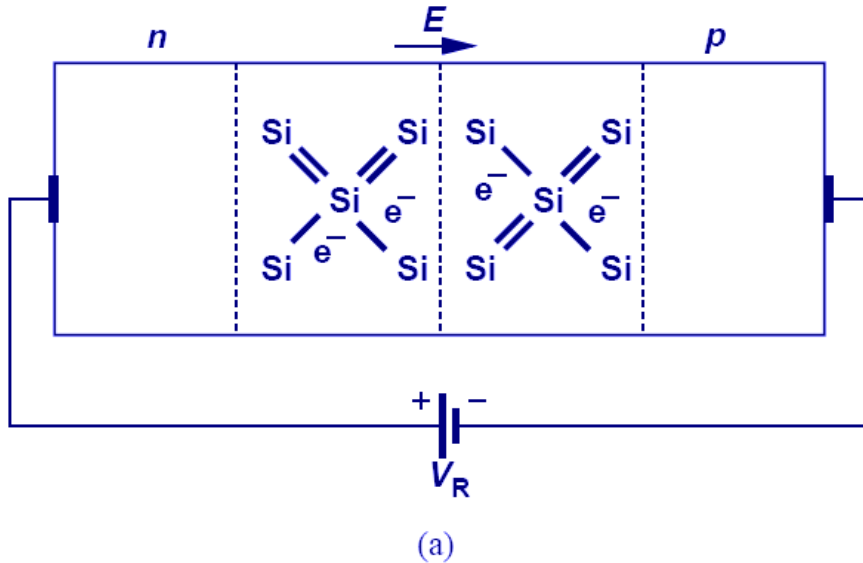 n E p
Si Si Si Si
e⁻
Si e⁻ Si e⁻
e⁻
Si Si Si Si
+ −
V_R
(a)